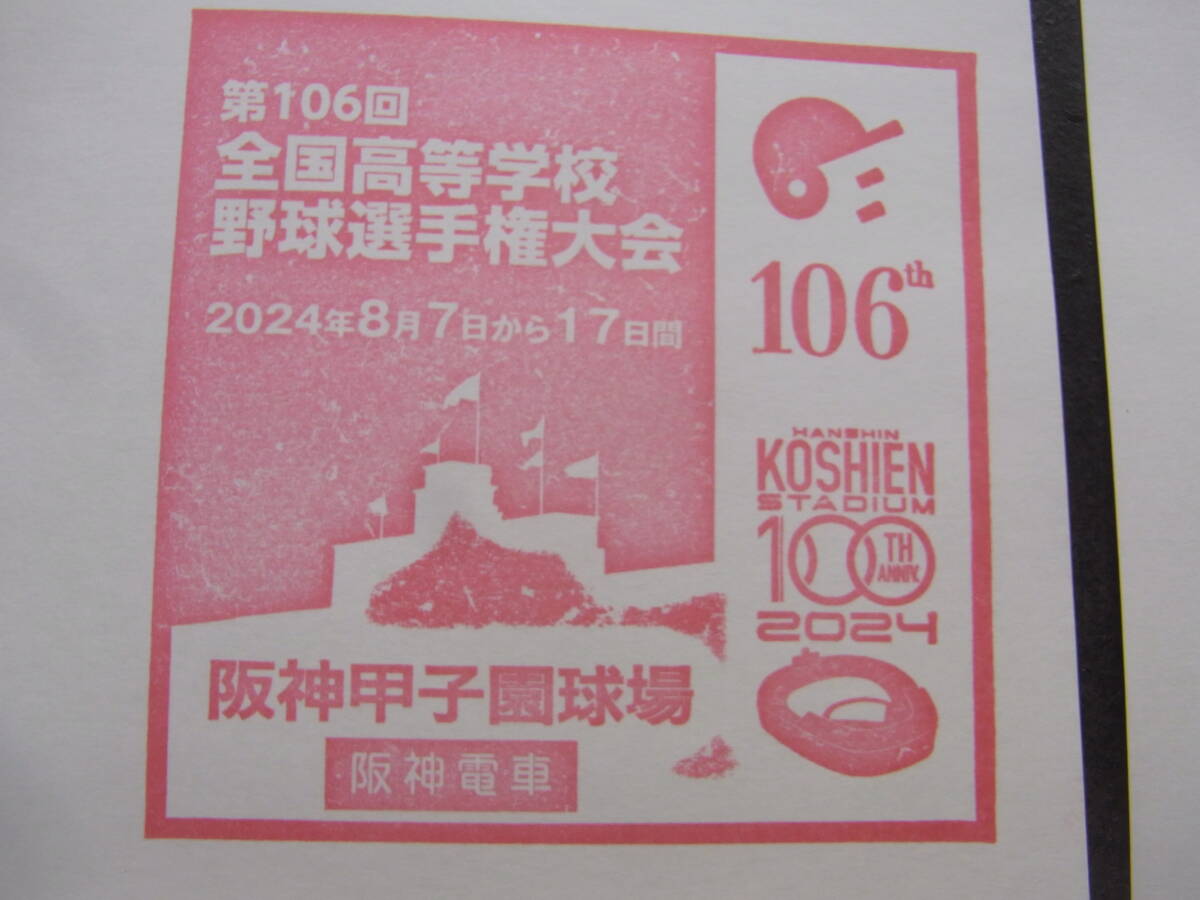 第106回
全国高等学校
野球選手権大会
2024年8月7日から17日間
阪神甲子園球場
阪神電車
106th
HANSHIN
KOSHIEN
STADIUM
100TH
ANNIV.
2024